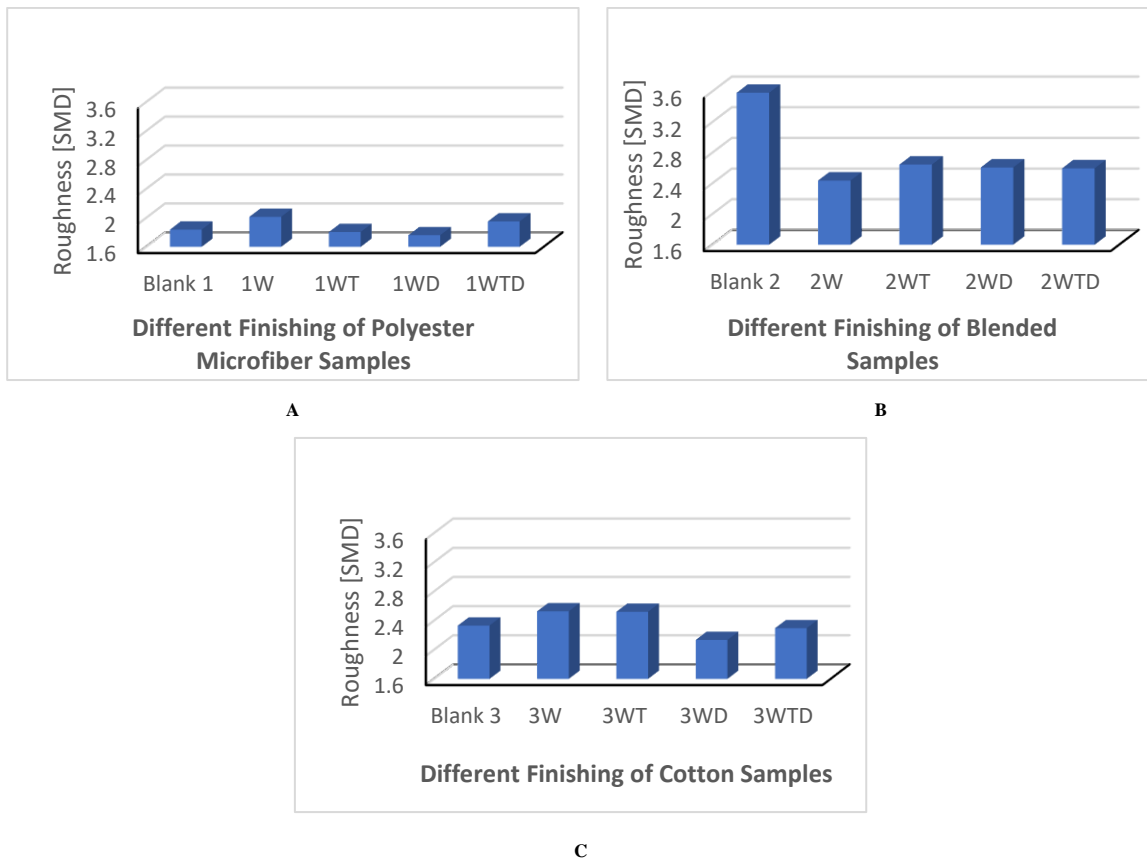 Roughness [SMD]
3.6
3.2
2.8
2.4
2
1.6
Blank 1 1W 1WT 1WD 1WTD
Different Finishing of Polyester
Microfiber Samples
A
Roughness [SMD]
3.6
3.2
2.8
2.4
2
1.6
Blank 2 2W 2WT 2WD 2WTD
Different Finishing of Blended
Samples
B
Roughness [SMD]
3.6
3.2
2.8
2.4
2
1.6
Blank 3 3W 3WT 3WD 3WTD
Different Finishing of Cotton Samples
C